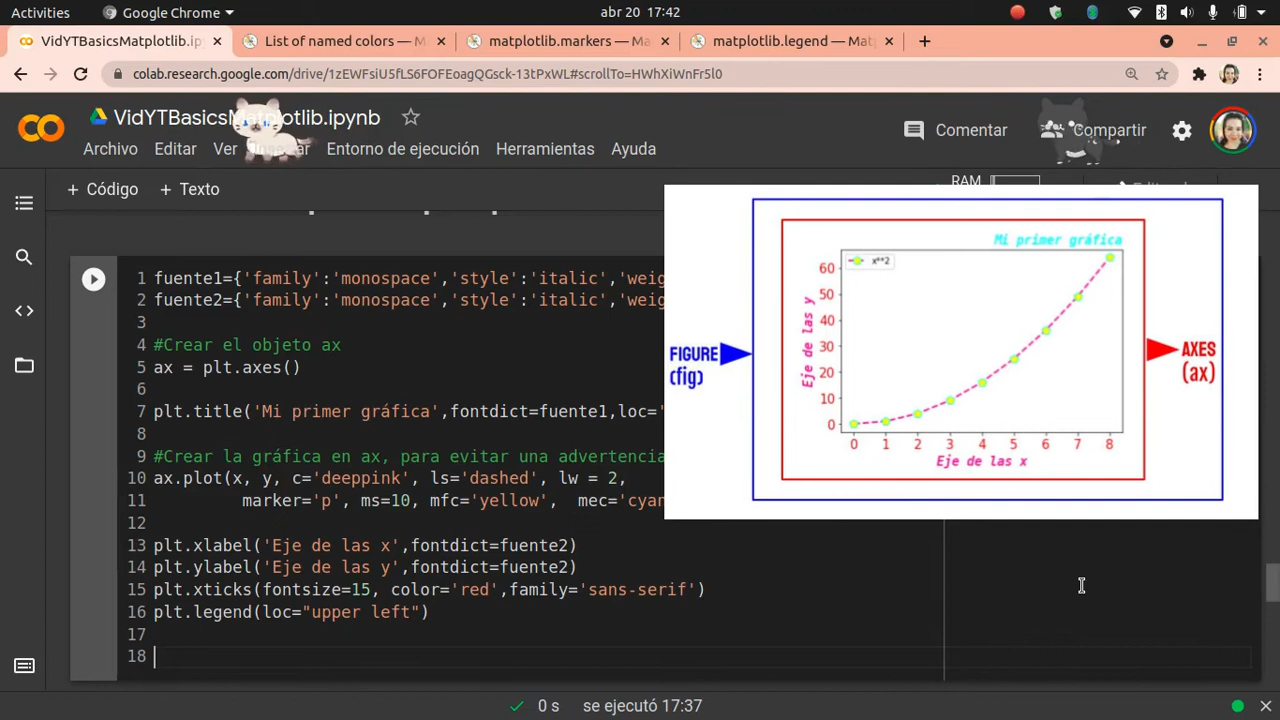 Activities
Google Chrome
abr 20 17:42
VidYTBasicsMatplotlib.ip
List of named colors — M
matplotlib.markers — Ma
matplotlib.legend — Mat
colab.research.google.com/drive/1zEWFsiU5fLS6FOFEoagQGsck-13tPxWL#scrollTo=HWhXiWnFr5l0
VidYTBasicsMatplotlib.ipynb
Comentar
Compartir
Archivo
Editar
Ver
Insertar
Entorno de ejecución
Herramientas
Ayuda
+ Código
+ Texto
RAM
1 fuente1={'family':'monospace','style':'italic','weig
2 fuente2={'family':'monospace','style':'italic','weig
3
4 #Crear el objeto ax
5 ax = plt.axes()
6
7 plt.title('Mi primer gráfica',fontdict=fuente1,loc='
8
9 #Crear la gráfica en ax, para evitar una advertencia
10 ax.plot(x, y, c='deeppink', ls='dashed', lw = 2,
11 marker='p', ms=10, mfc='yellow', mec='cyan
12
13 plt.xlabel('Eje de las x',fontdict=fuente2)
14 plt.ylabel('Eje de las y',fontdict=fuente2)
15 plt.xticks(fontsize=15, color='red',family='sans-serif')
16 plt.legend(loc="upper left")
17
18
Mi primer gráfica
x**2
60
50
40
30
20
10
0
Eje de las y
0 1 2 3 4 5 6 7 8
Eje de las x
FIGURE
(fig)
AXES
(ax)
0 s
se ejecutó 17:37